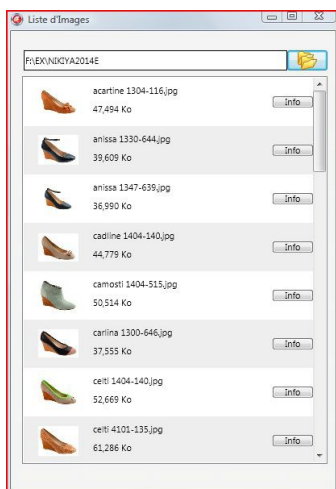 Liste d'Images
F:\EX\NIKIYA2014E
acartine 1304-116.jpg
47,494 Ko
Info
anissa 1330-644.jpg
39,609 Ko
Info
anissa 1347-639.jpg
36,990 Ko
Info
cadline 1404-140.jpg
44,779 Ko
Info
camosti 1404-515.jpg
50,514 Ko
Info
carlina 1300-646.jpg
37,555 Ko
Info
celti 1404-140.jpg
52,669 Ko
Info
celti 4101-135.jpg
61,286 Ko
Info